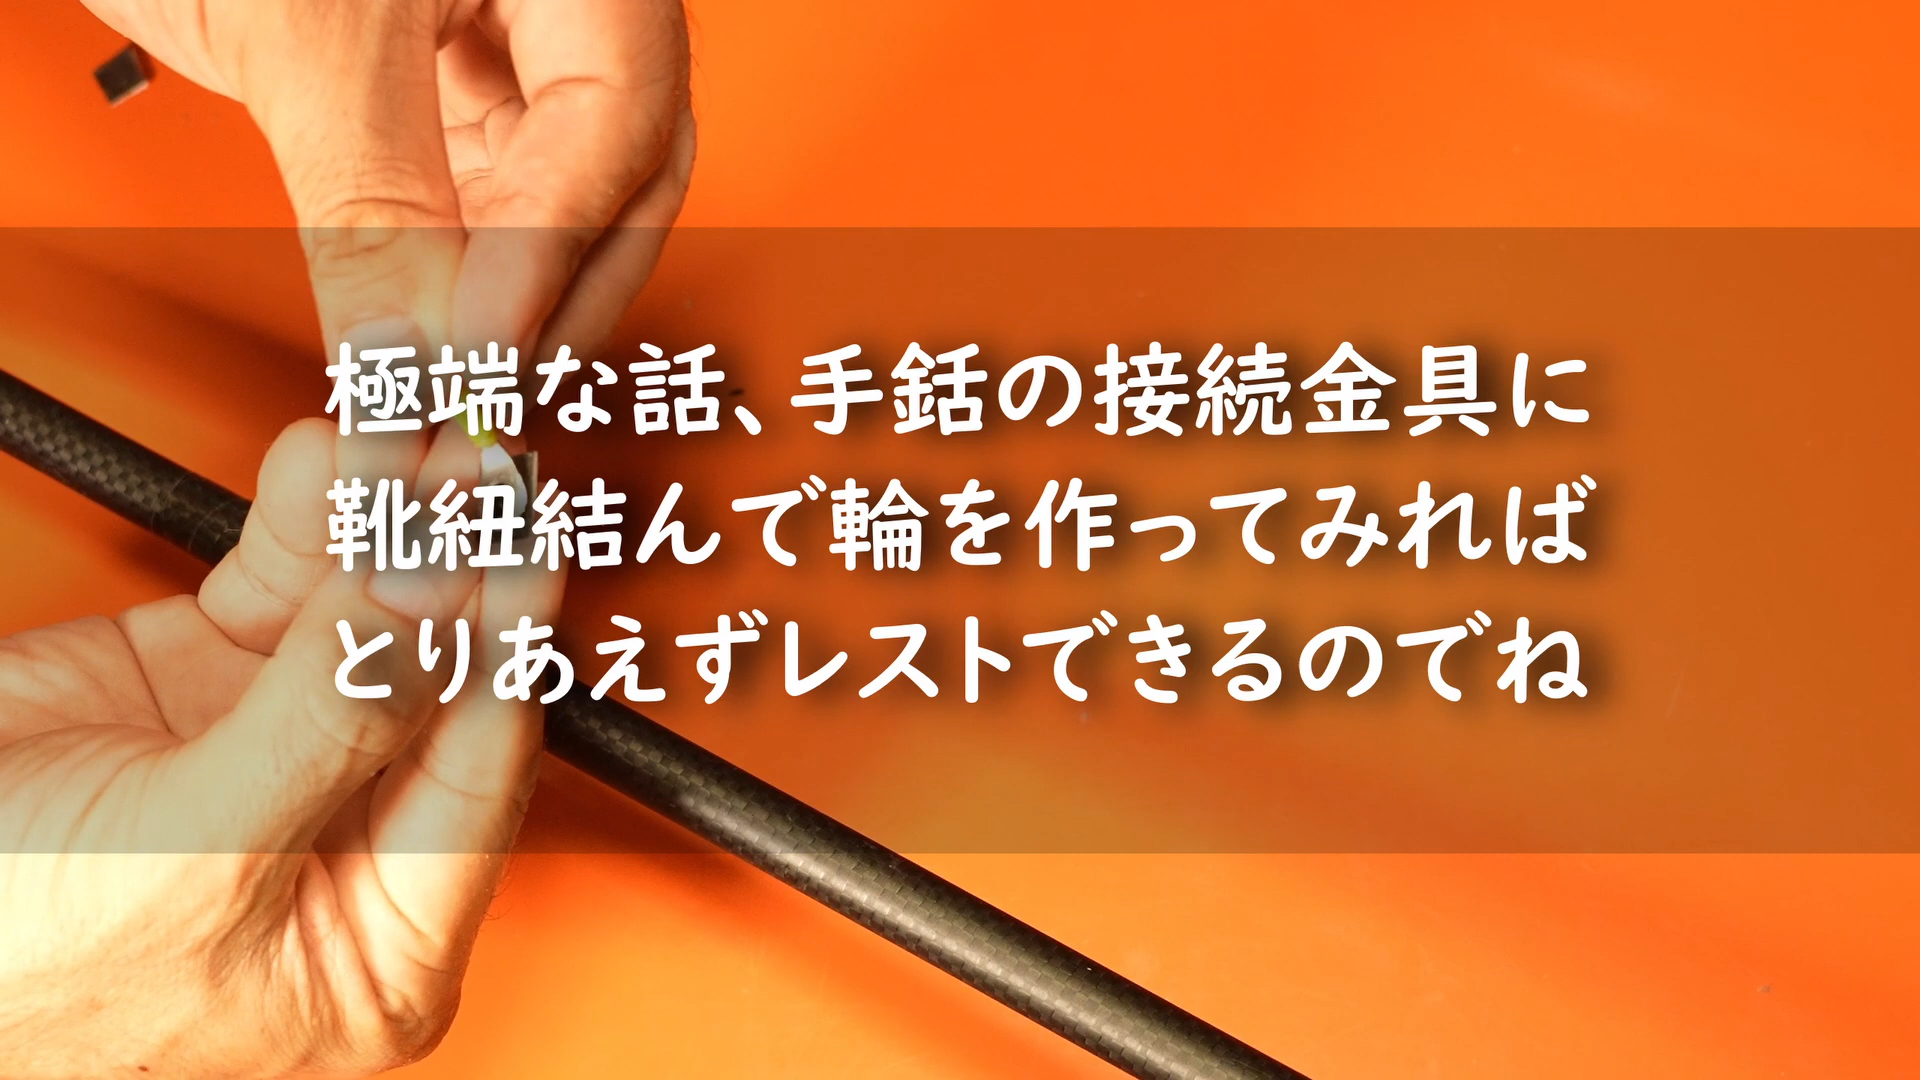 極端な話、手銛の接続金具に
靴紐結んで輪を作ってみれば
とりあえずレストできるのでね